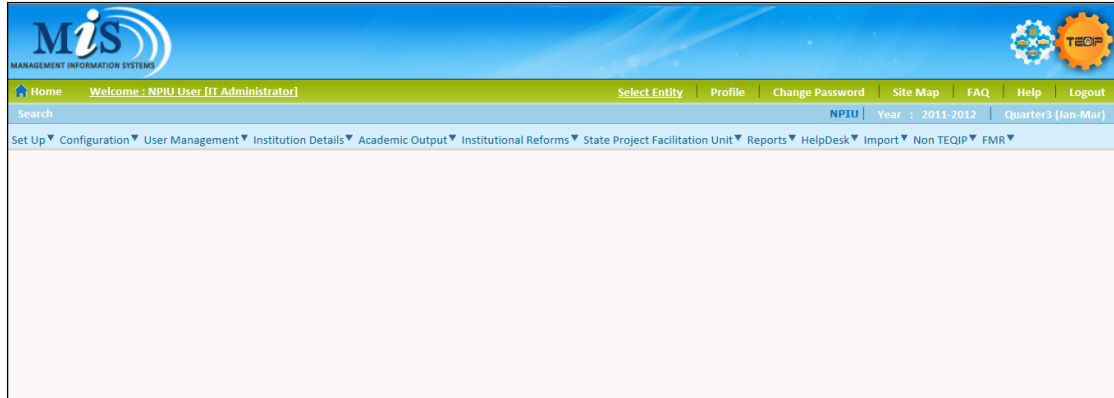 MiS
MANAGEMENT INFORMATION SYSTEMS
TEQIP
Home Welcome : NPIU User [IT Administrator] Select Entity | Profile | Change Password | Site Map | FAQ | Help | Logout
Search NPIU | Year : 2011-2012 | Quarter3 (Jan-Mar)
Set Up▼ Configuration▼ User Management▼ Institution Details▼ Academic Output▼ Institutional Reforms▼ State Project Facilitation Unit▼ Reports▼ HelpDesk▼ Import▼ Non TEQIP▼ FMR▼